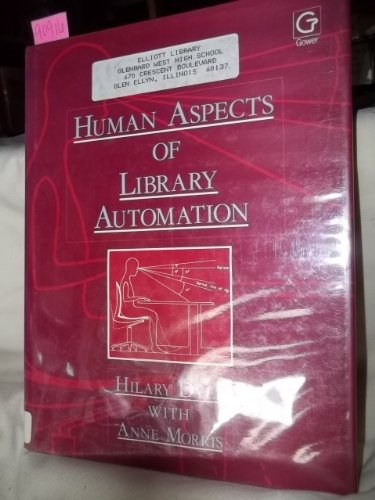 90916
ELLIOTT LIBRARY
GLENBARD WEST HIGH SCHOOL
670 CRESCENT BOULEVARD
GLEN ELLYN, ILLINOIS 60137
G
Gower
HUMAN ASPECTS
OF
LIBRARY
AUTOMATION
HILARY
WITH
ANNE MORRIS